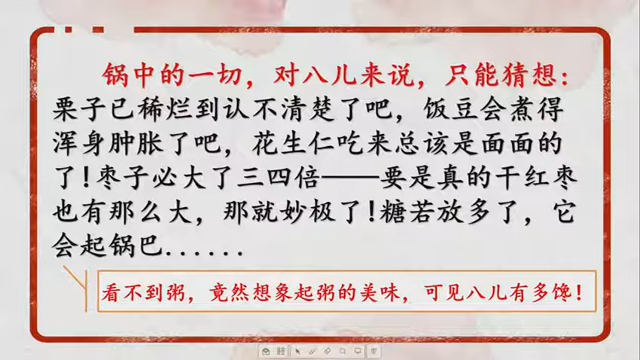 锅中的一切，对八儿来说，只能猜想：
栗子已稀烂到认不清楚了吧，饭豆会煮得
浑身肿胀了吧，花生仁吃来总该是面面的
了！枣子必大了三四倍——要是真的干红枣
也有那么大，那就妙极了！糖若放多了，它
会起锅巴......
看不到粥，竟然想象起粥的美味，可见八儿有多馋！